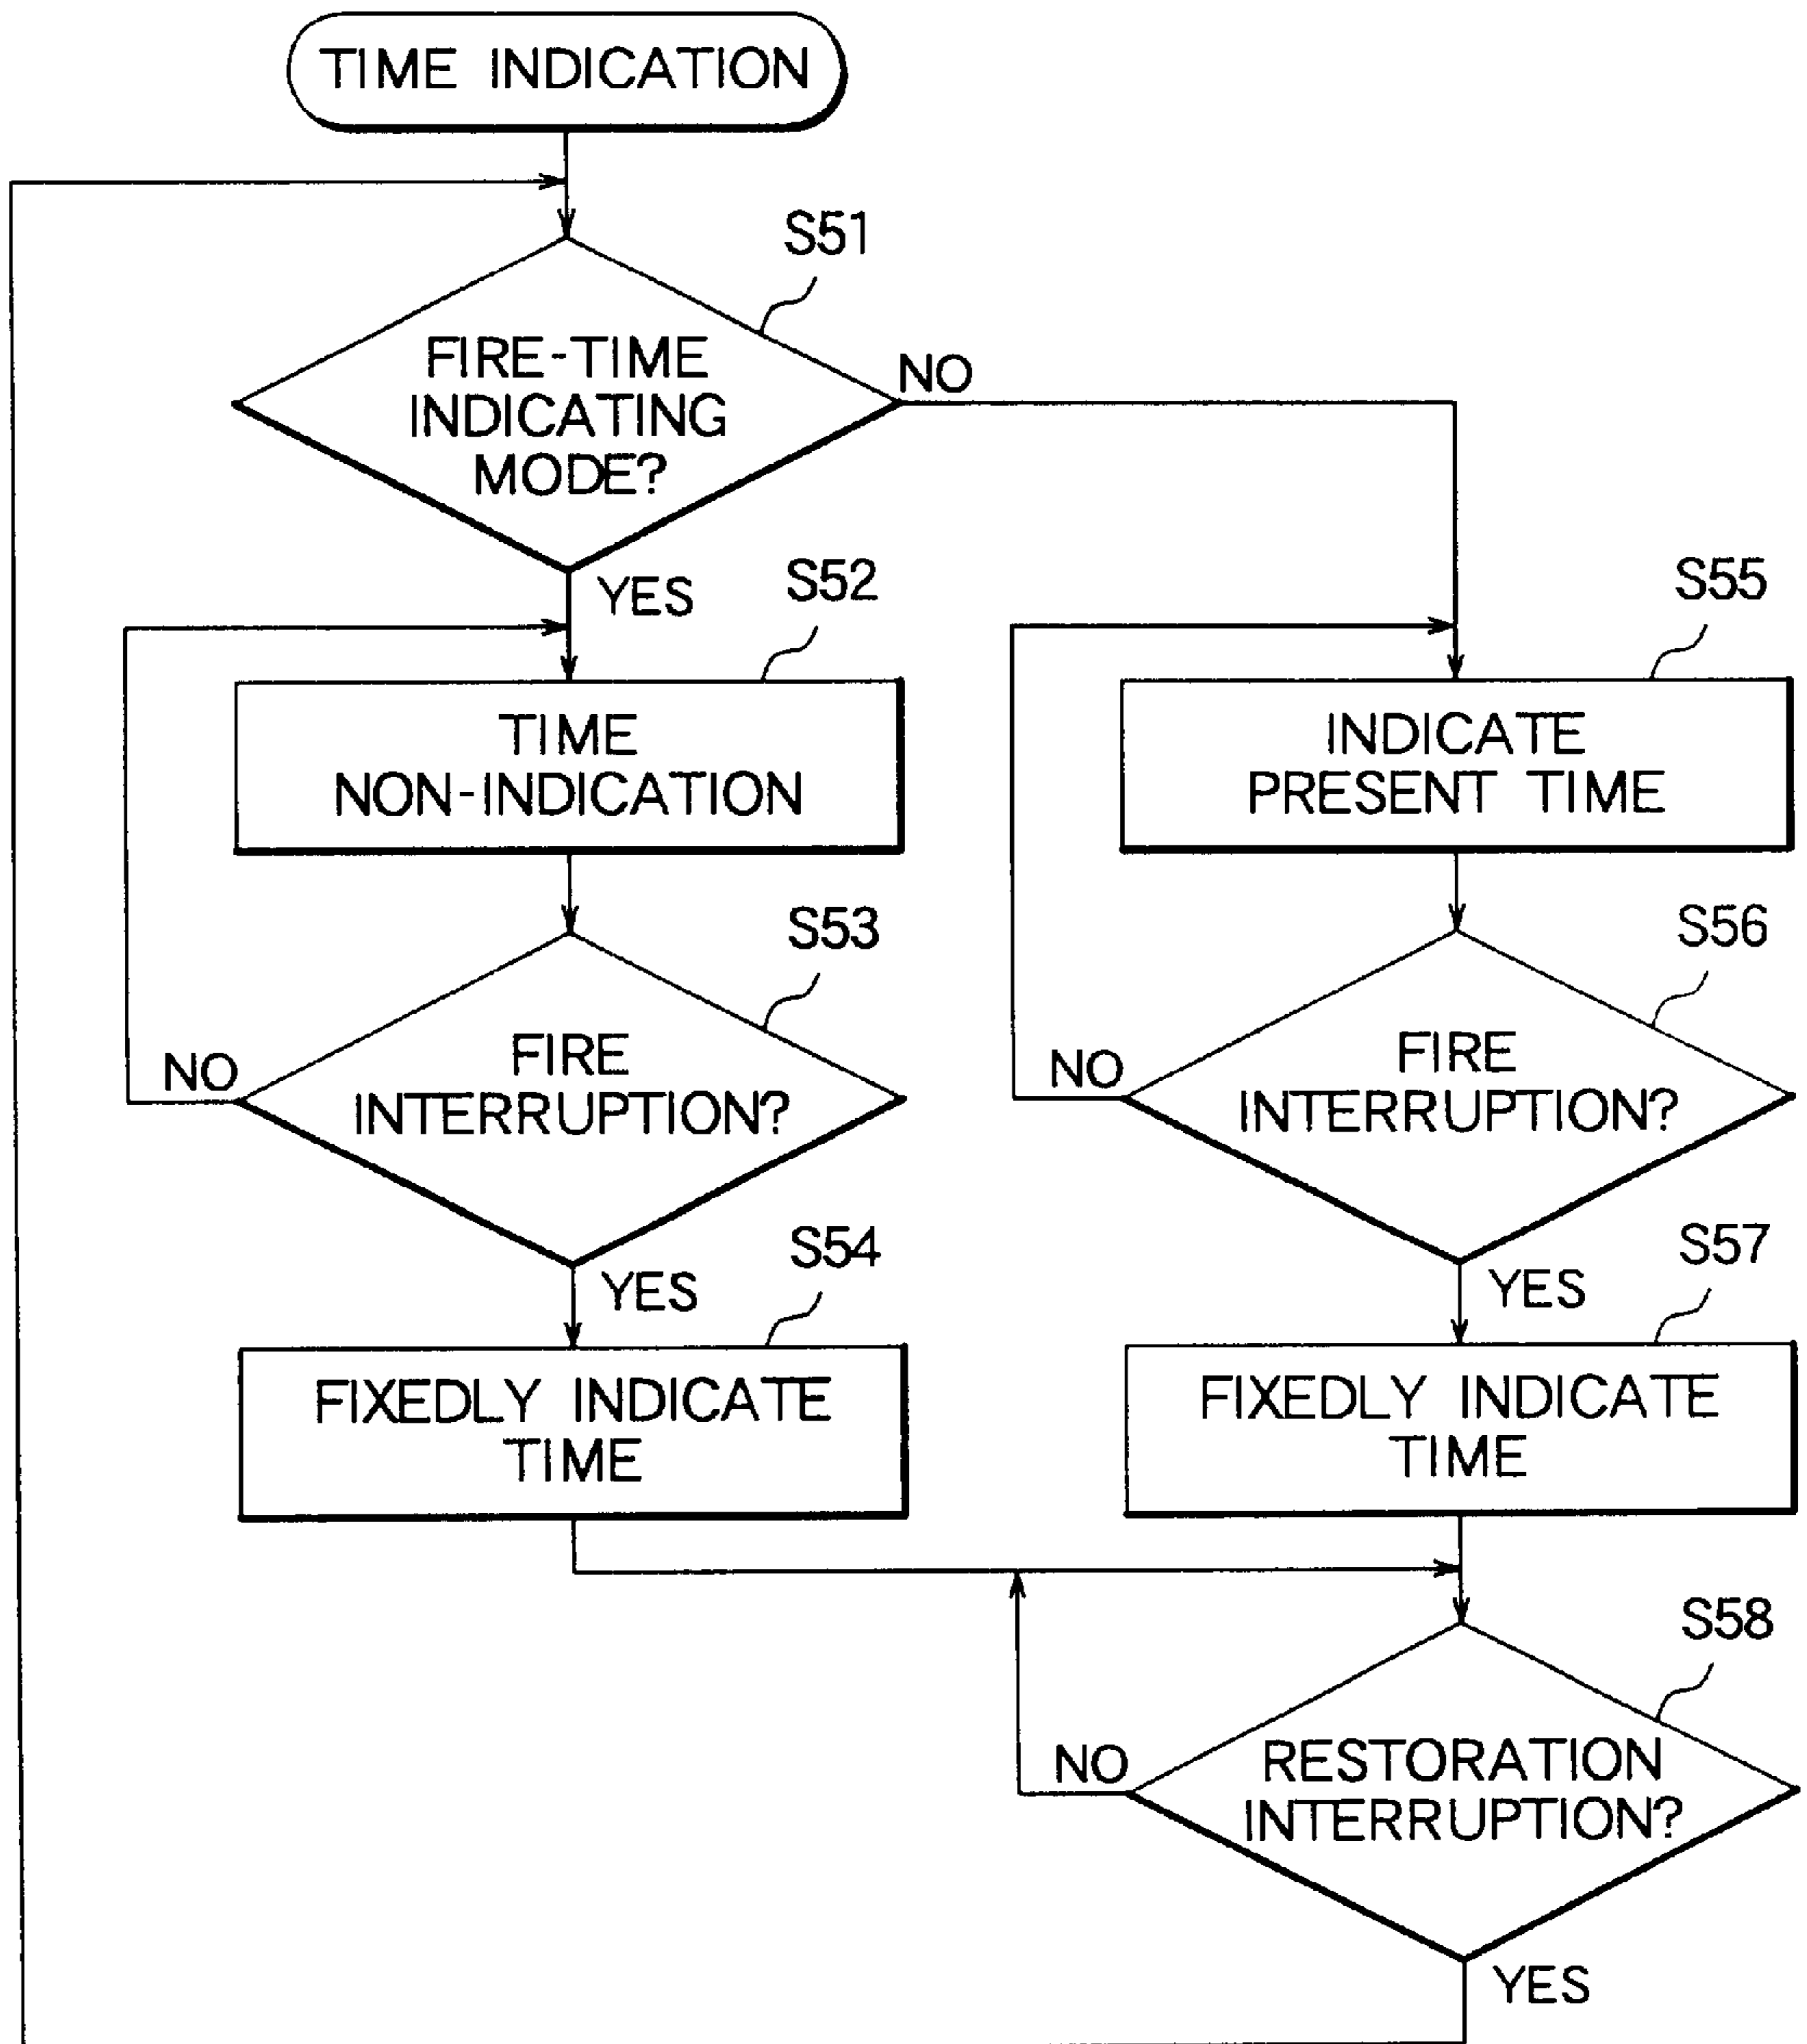 TIME INDICATION
S51
FIRE-TIME
INDICATING
MODE?
NO
YES
S52
TIME
NON-INDICATION
S53
FIRE
INTERRUPTION?
NO
YES
S54
FIXEDLY INDICATE
TIME
S55
INDICATE
PRESENT TIME
S56
FIRE
INTERRUPTION?
NO
YES
S57
FIXEDLY INDICATE
TIME
S58
RESTORATION
INTERRUPTION?
NO
YES